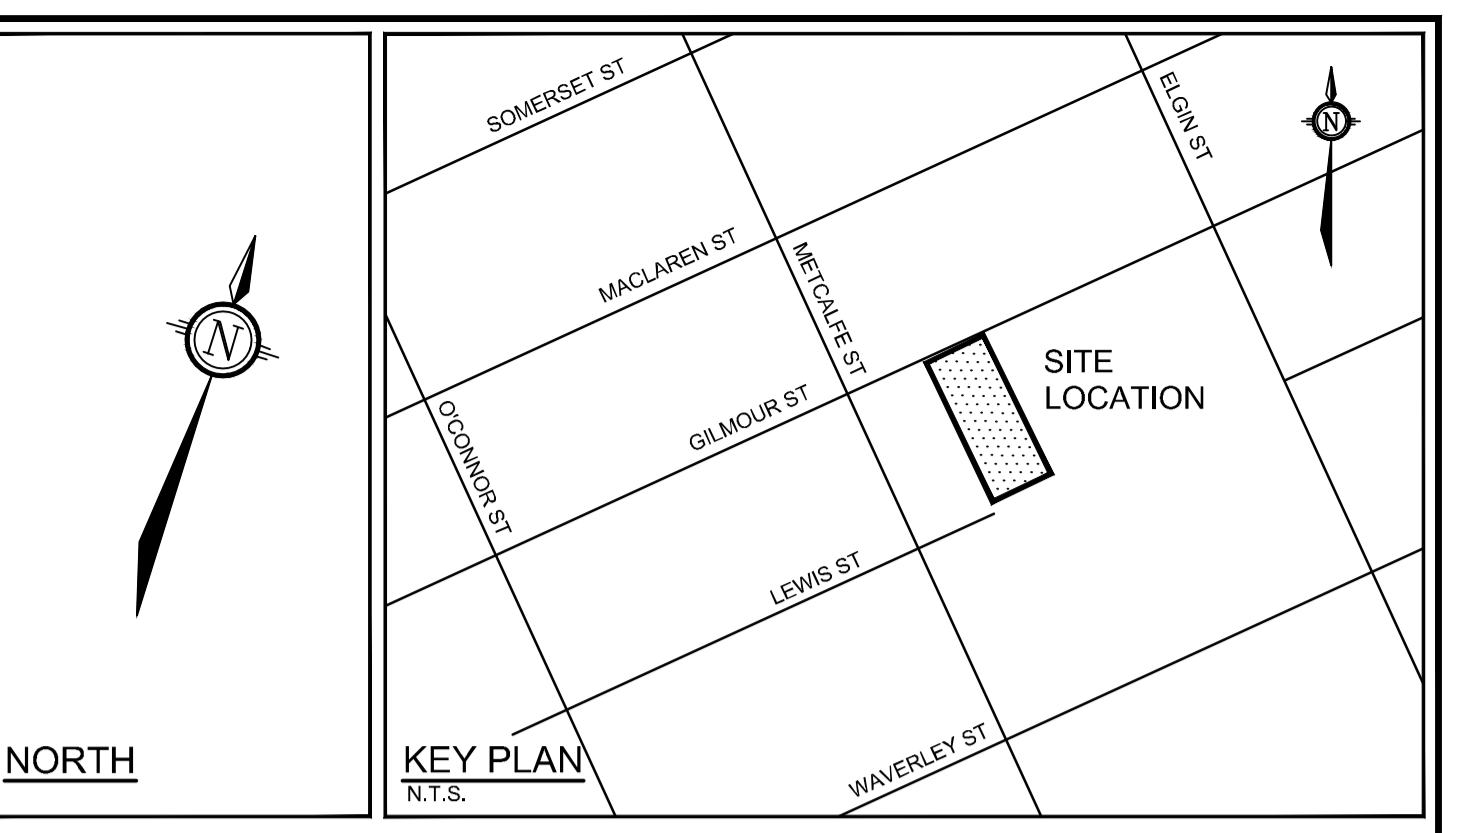 SOMERSET ST
ELGIN ST
N
MACLAREN ST
METCALFE ST
N
SITE
LOCATION
GILMOUR ST
O'CONNOR ST
LEWIS ST
WAVERLEY ST
NORTH
KEY PLAN
N.T.S.